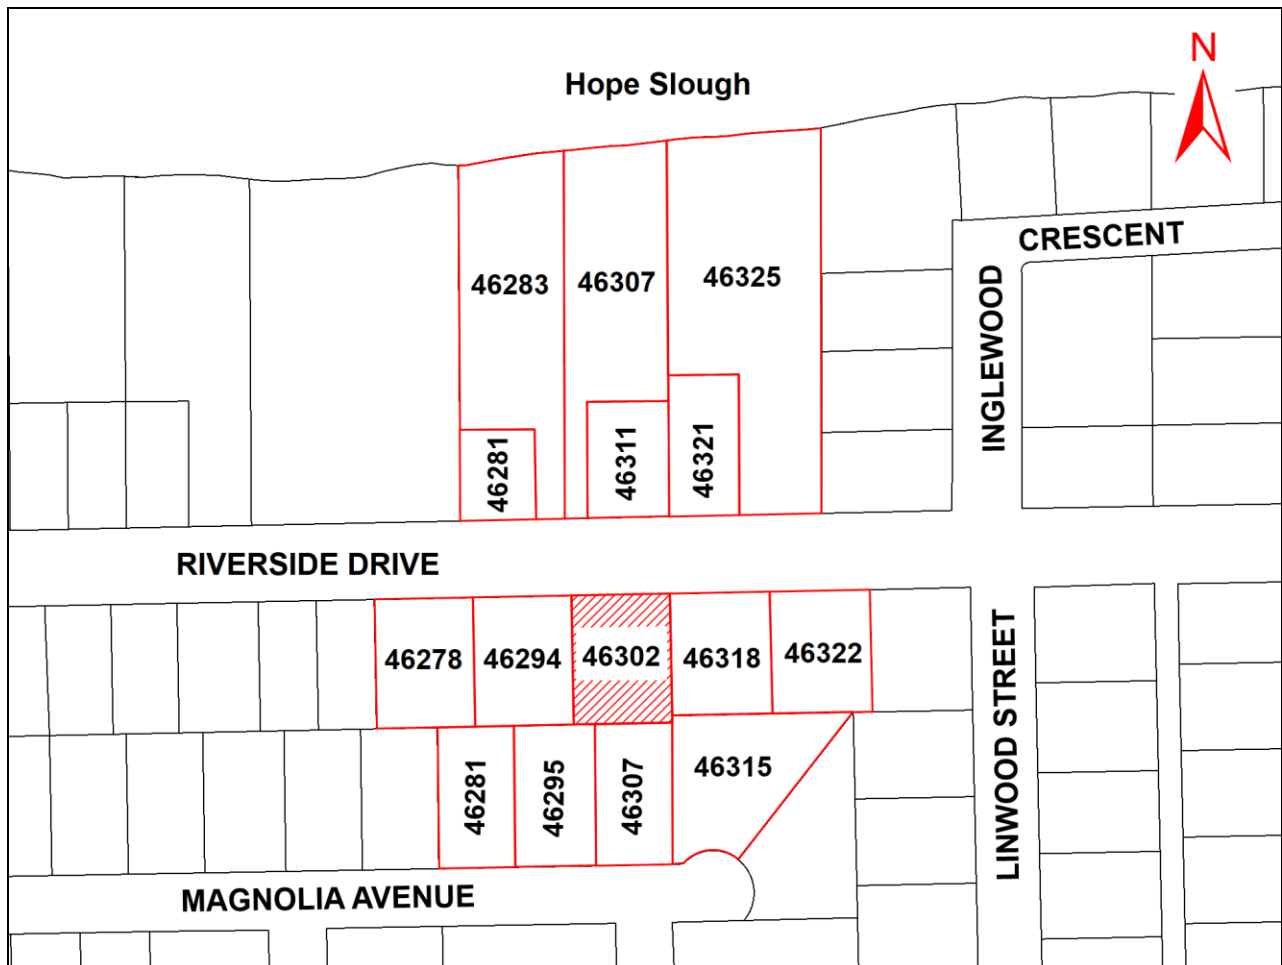 N
Hope Slough
CRESCENT
INGLEWOOD
46283
46307
46325
46281
46311
46321
RIVERSIDE DRIVE
46278
46294
46302
46318
46322
LINWOOD STREET
46281
46295
46307
46315
MAGNOLIA AVENUE